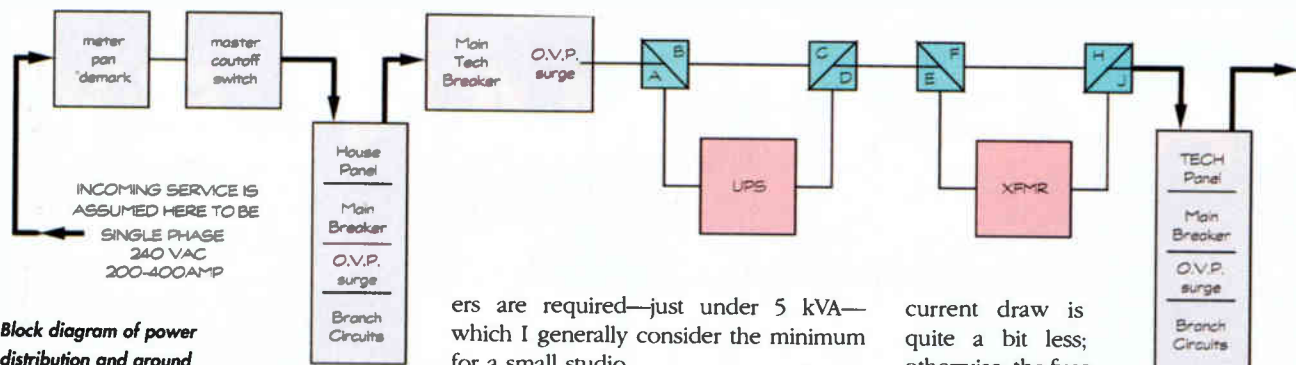 meter
pan
"demark
master
coutoff
switch
House
Panel
Main
Breaker
O.V.P.
surge
Branch
Circuits
Main
Tech
Breaker
O.V.P.
surge
A
B
C
D
UPS
E
F
XFMR
H
J
TECH
Panel
Main
Breaker
O.V.P.
surge
Branch
Circuits
INCOMING SERVICE IS
ASSUMED HERE TO BE
SINGLE PHASE
240 VAC
200-400AMP
Block diagram of power
distribution and ground
ers are required—just under 5 kVA—
which I generally consider the minimum
for a small studio.
current draw is
quite a bit less;